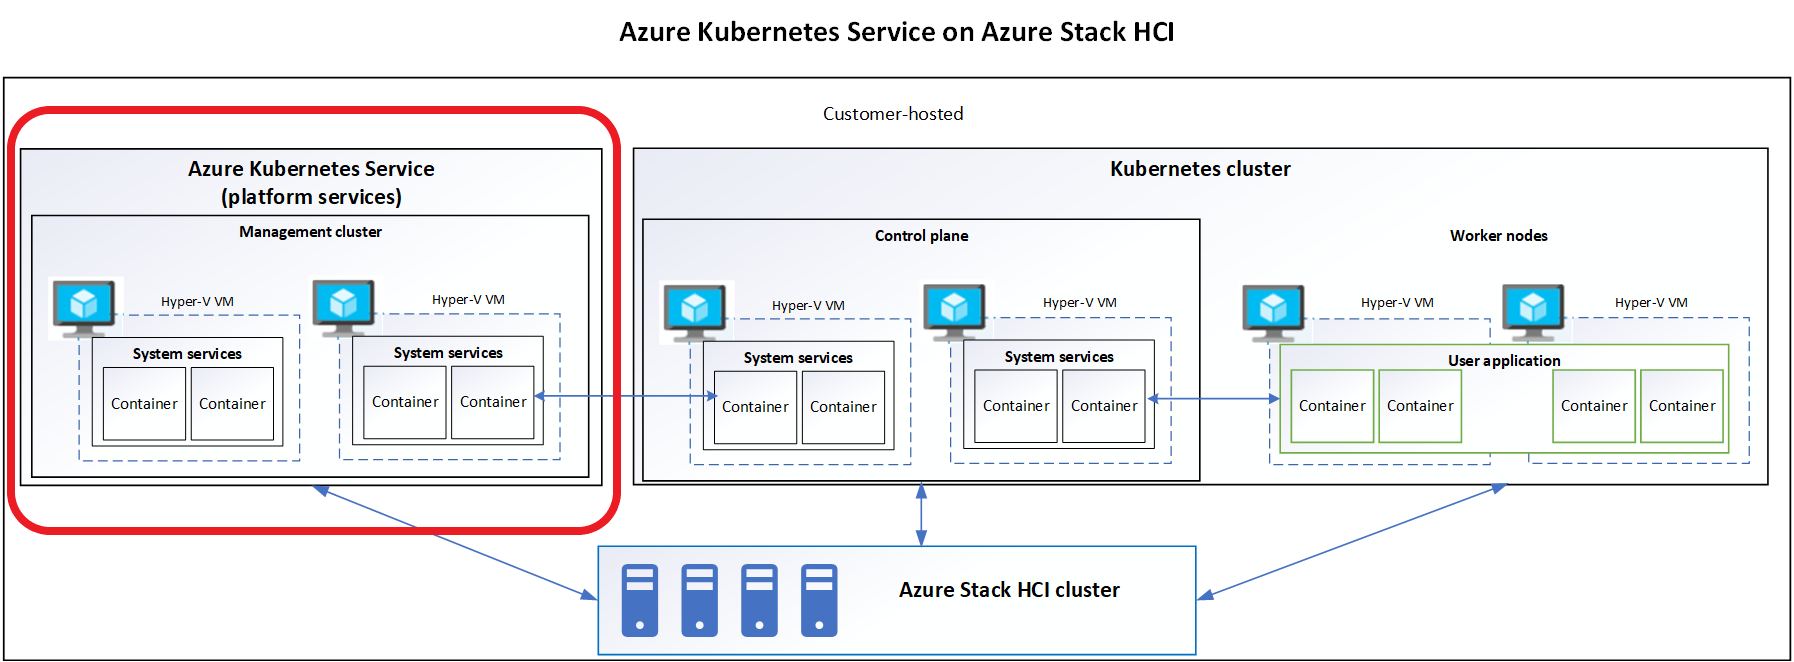 Azure Kubernetes Service on Azure Stack HCI
Customer-hosted
Azure Kubernetes Service
(platform services)
Management cluster
Hyper-V VM
System services
Container
Container
Hyper-V VM
System services
Container
Container
Kubernetes cluster
Control plane
Hyper-V VM
System services
Container
Container
Hyper-V VM
System services
Container
Container
Worker nodes
Hyper-V VM
Hyper-V VM
User application
Container
Container
Container
Container
Azure Stack HCI cluster